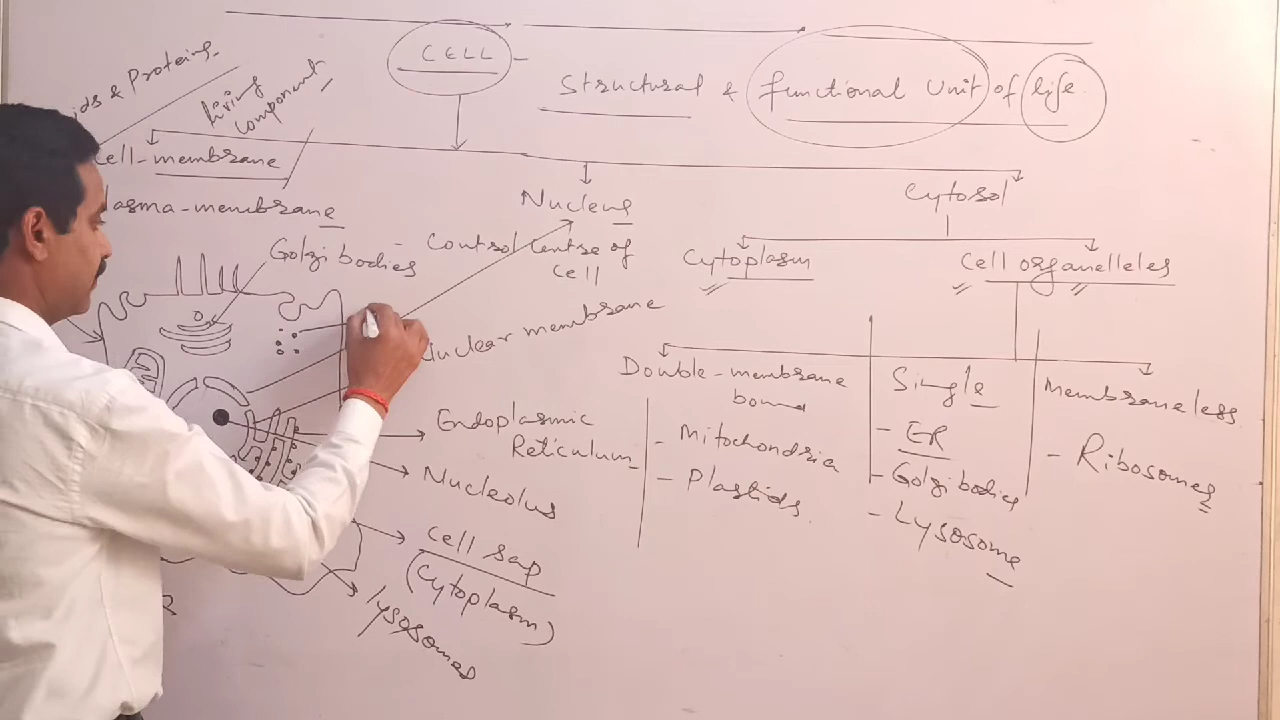 CELL -
Structural & functional Unit of life
ids & Proteins
living
component
Cell-membrane
lasma-membrane
Nucleus
- Control Centre of
Cell
Cytosol
Cytoplasm
Cell organelles
Golgi bodies
Nuclear membrane
Endoplasmic
Reticulum
Nucleolus
Cell sap
(Cytoplasm)
Lysosomes
Double-membrane
bound
- Mitochondria
- Plastids
Single
- ER
- Golgi bodies
- Lysosome
Membraneless
- Ribosomes